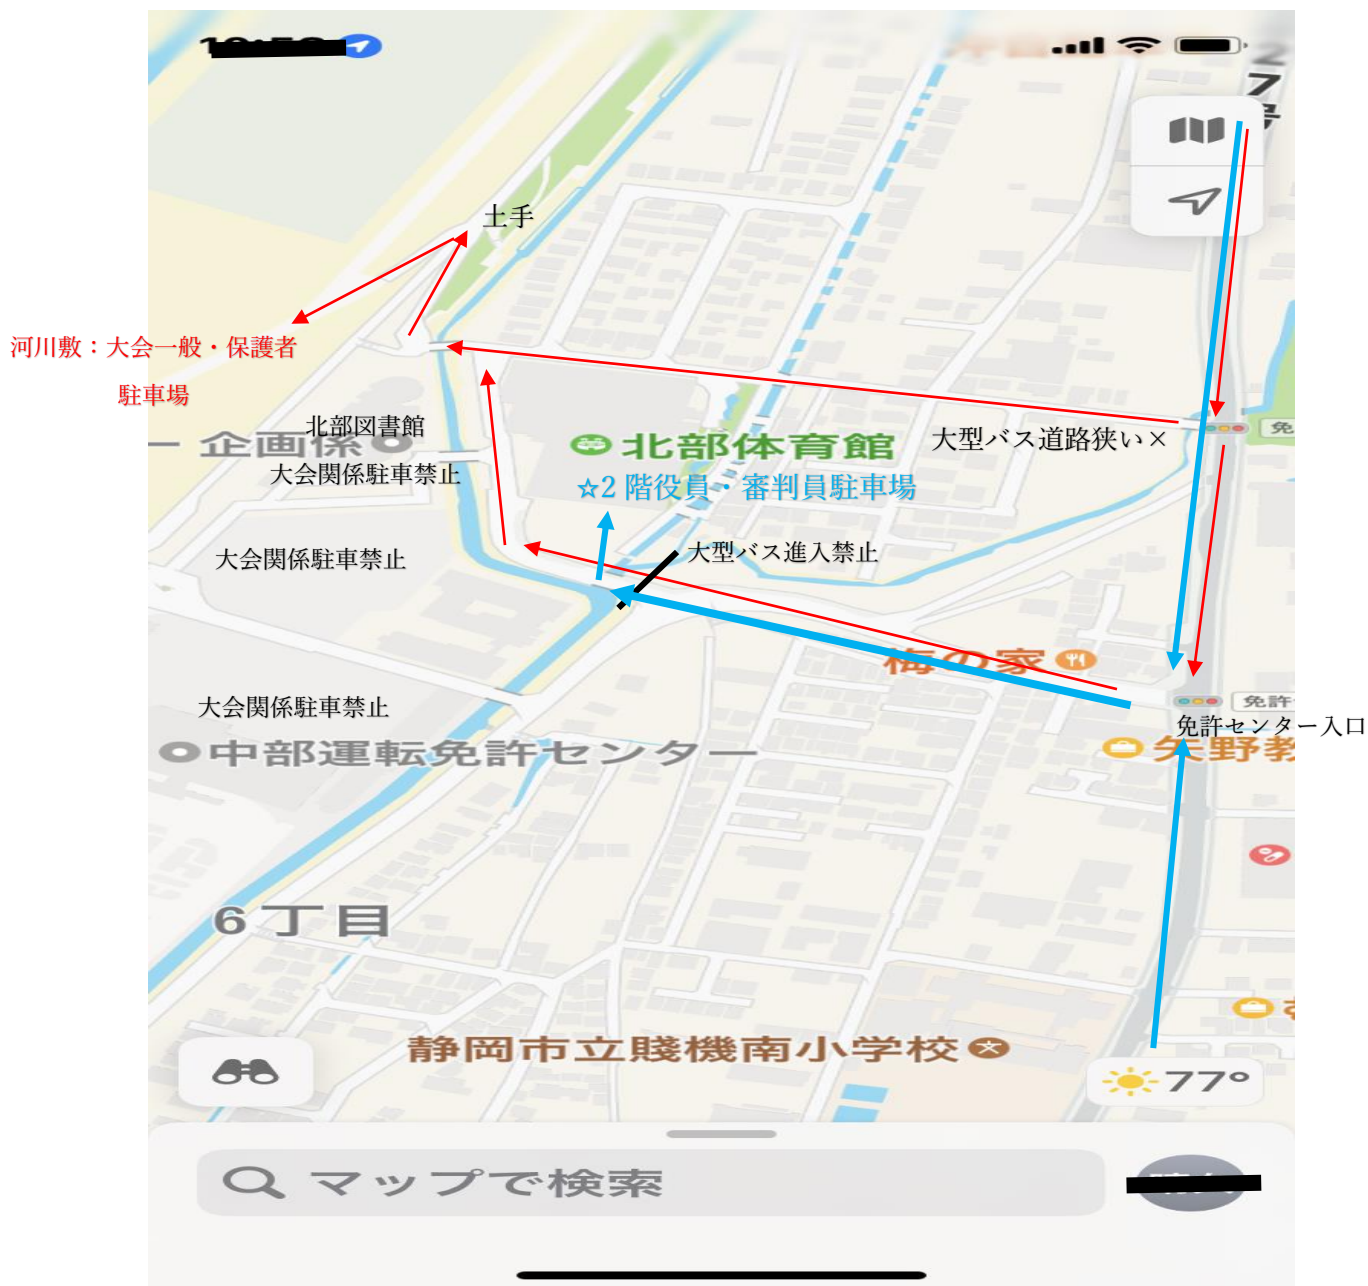 7
号
土手
河川敷：大会一般・保護者
駐車場
北部図書館
企画係
北部体育館
大型バス道路狭い×
免
大会関係駐車禁止
☆2 階役員・審判員駐車場
大会関係駐車禁止
大型バス進入禁止
梅の家
大会関係駐車禁止
免許
免許センター入口
中部運転免許センター
矢野教
6丁目
静岡市立賤機南小学校
77°
マップで検索